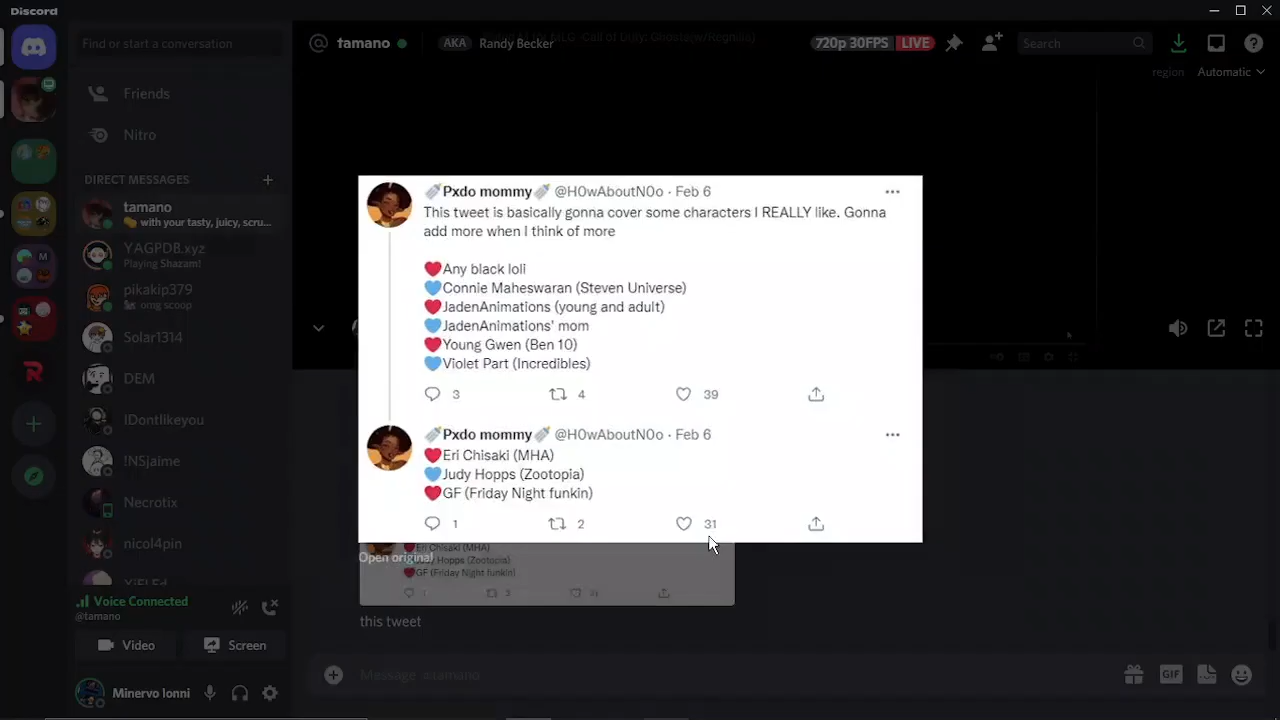 Discord
Find or start a conversation
Friends
Nitro
DIRECT MESSAGES
tamano
with your tasty, juicy, scru...
YAGPDB.xyz
Playing Shazam!
pikakip379
omg scoop
Solar1314
DEM
IDontlikeyou
!NS|aime
Necrotix
nicol4pin
Voice Connected
@tamano
Video
Screen
Minervo Ionni
tamano
AKA
Randy Becker
Call of Duty: Ghosts(w/Regnilio)
720p 30FPS
LIVE
Search
region
Automatic
Pxdo mommy @H0wAboutN0o · Feb 6
This tweet is basically gonna cover some characters I REALLY like. Gonna
add more when i think of more
❤Any black loli
💙Connie Maheswaran (Steven Universe)
❤JadenAnimations (young and adult)
💙JadenAnimations' mom
❤Young Gwen (Ben 10)
💙Violet Part (Incredibles)
3
4
39
Pxdo mommy @H0wAboutN0o · Feb 6
❤Eri Chisaki (MHA)
💙Judy Hopps (Zootopia)
❤GF (Friday Night funkin)
1
2
31
Open original
Eri Chisaki (MHA)
Judy Hopps (Zootopia)
GF (Friday Night funkin)
this tweet
Message @tamano
GIF